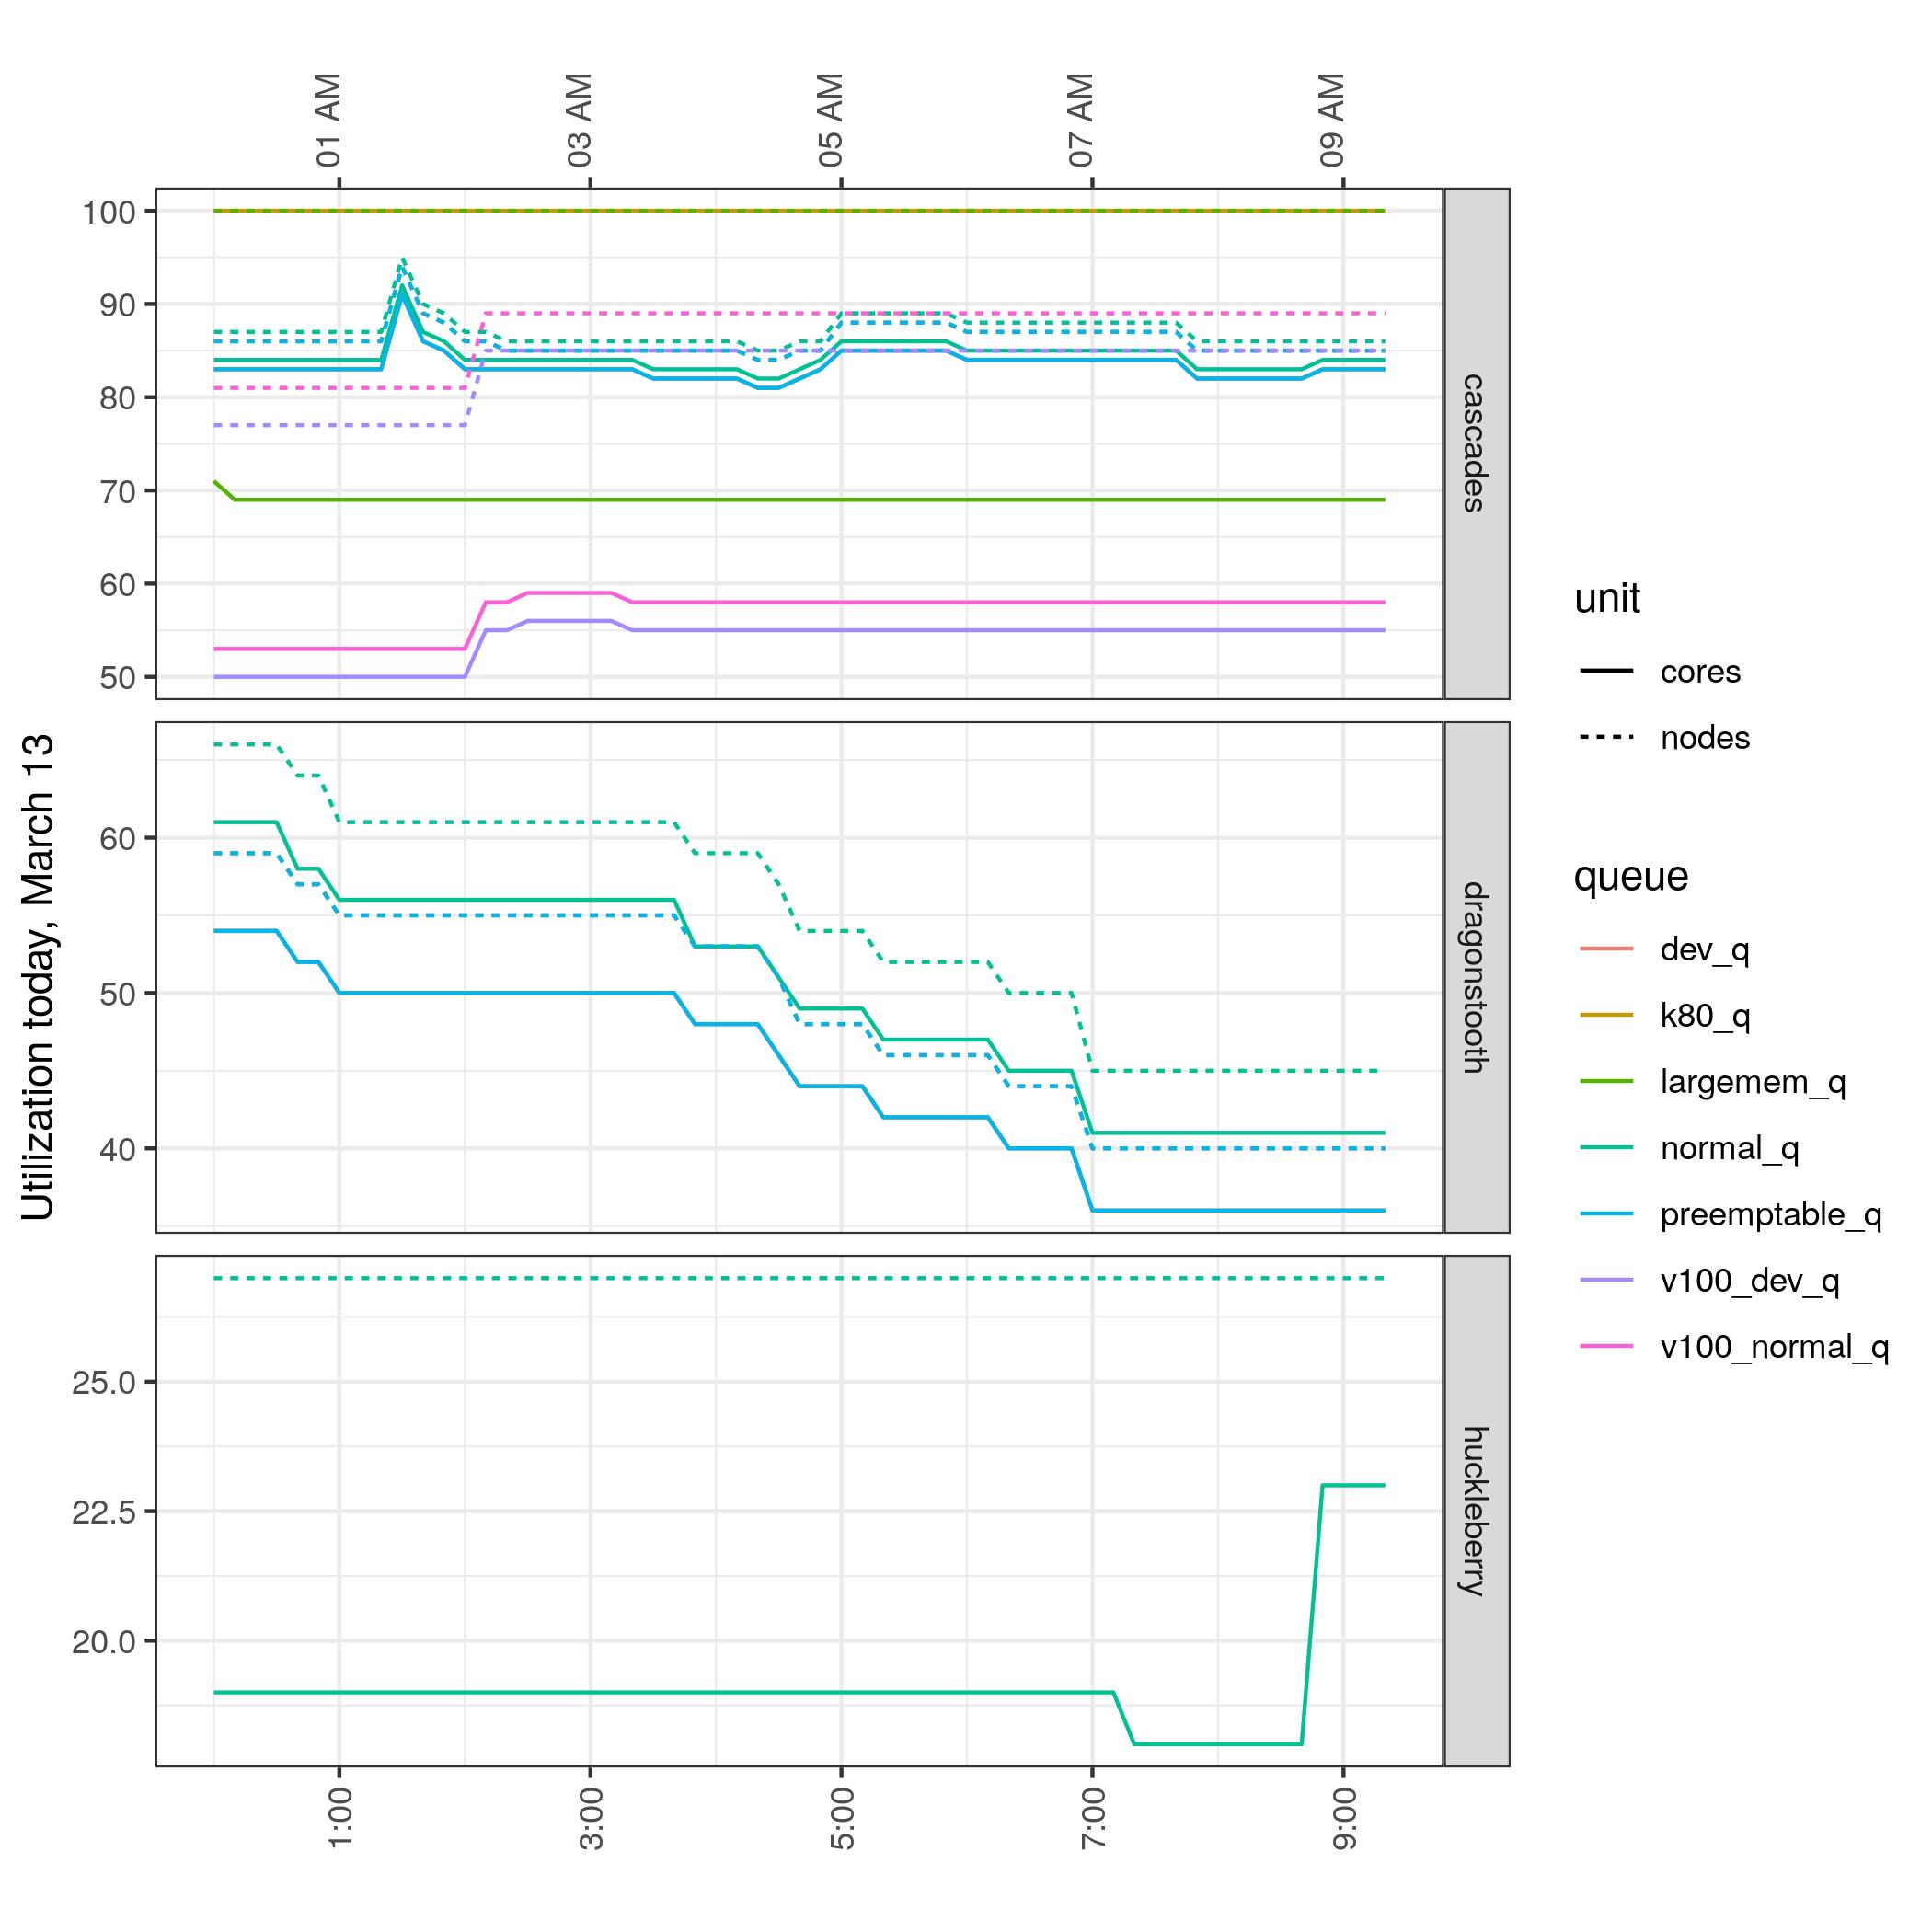 01 AM
03 AM
05 AM
07 AM
09 AM
Utilization today, March 13
100
90
80
70
60
50
cascades
60
50
40
dragonstooth
25.0
22.5
20.0
huckleberry
1:00
3:00
5:00
7:00
9:00
unit
cores
nodes
queue
dev_q
k80_q
largemem_q
normal_q
preemptable_q
v100_dev_q
v100_normal_q